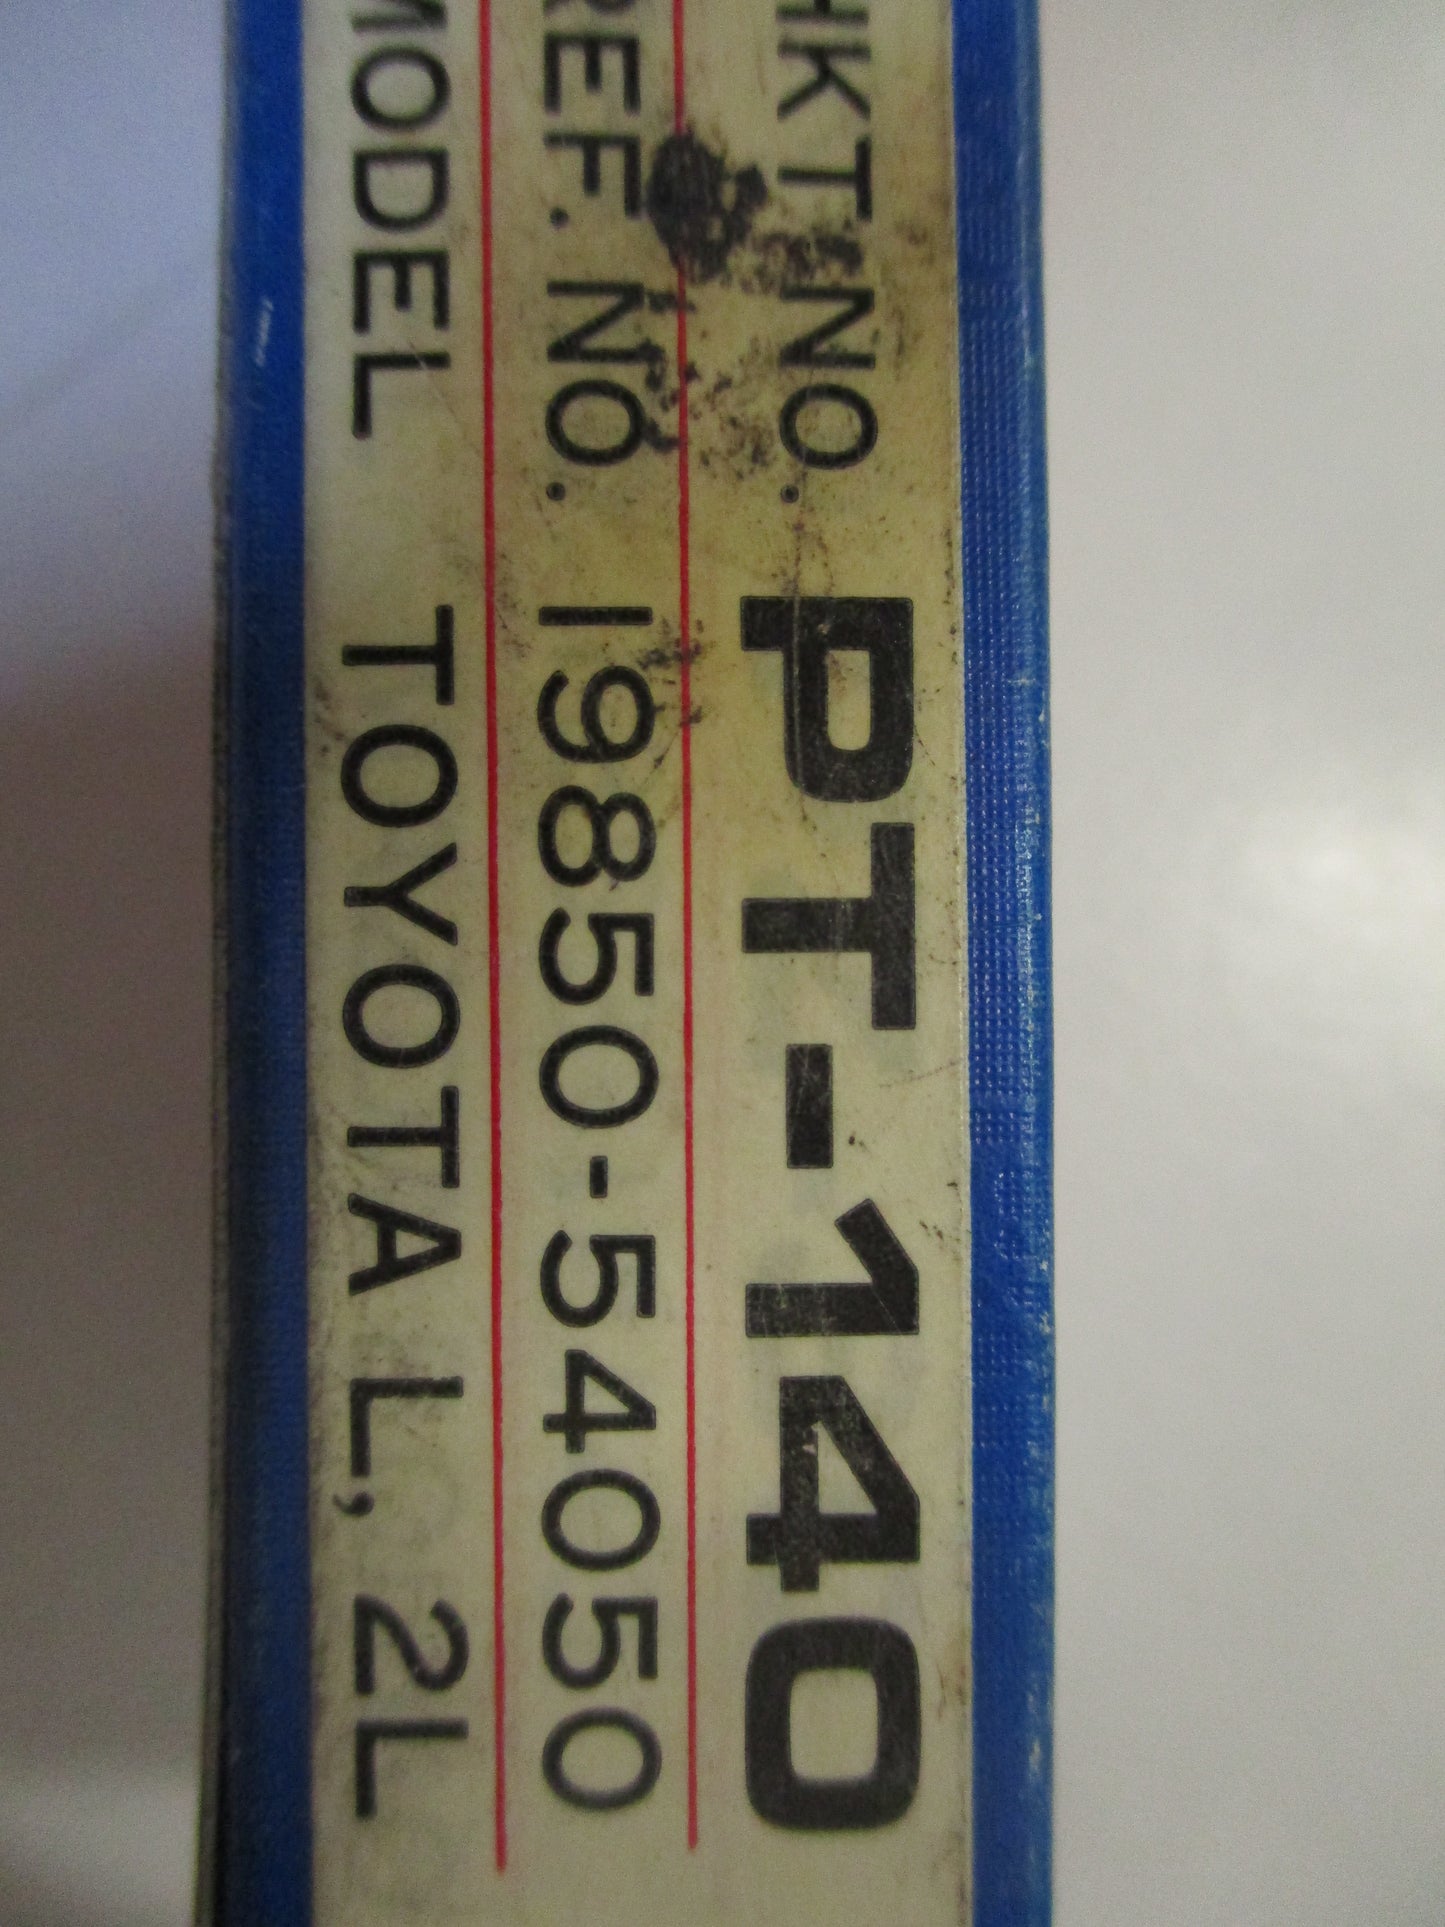 HKT NO. PT-140
REF. NO. 19850-54050
MODEL TOYOTA L, 2L